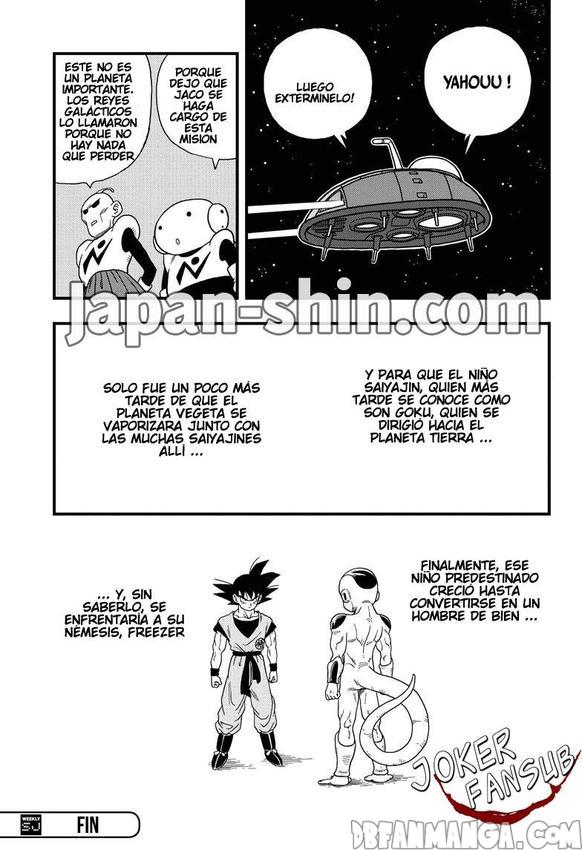 YAHOUU !
LUEGO
EXTERMINELO!
PORQUE
DEJO QUE
JACO SE
HAGA
CARGO DE
ESTA
MISION
ESTE NO ES
UN PLANETA
IMPORTANTE.
LOS REYES
GALÁCTICOS
LO LLAMARON
PORQUE NO
HAY NADA
QUE PERDER
Japan-shin.com
Y PARA QUE EL NIÑO
SAIYAJIN, QUIEN MÁS
TARDE SE CONOCE COMO
SON GOKU, QUIEN SE
DIRIGIÓ HACIA EL
PLANETA TIERRA ...
SOLO FUE UN POCO MÁS
TARDE DE QUE EL
PLANETA VEGETA SE
VAPORIZARA JUNTO CON
LAS MUCHAS SAIYAJINES
ALLÍ ...
FINALMENTE, ESE
NIÑO PREDESTINADO
CRECIÓ HASTA
CONVERTIRSE EN UN
HOMBRE DE BIEN ...
... Y, SIN
SABERLO, SE
ENFRENTARÍA A SU
NÉMESIS, FREEZER
JOKER
FANSUB
WEEKLY
SJ
FIN
DBFANMANGA.COM